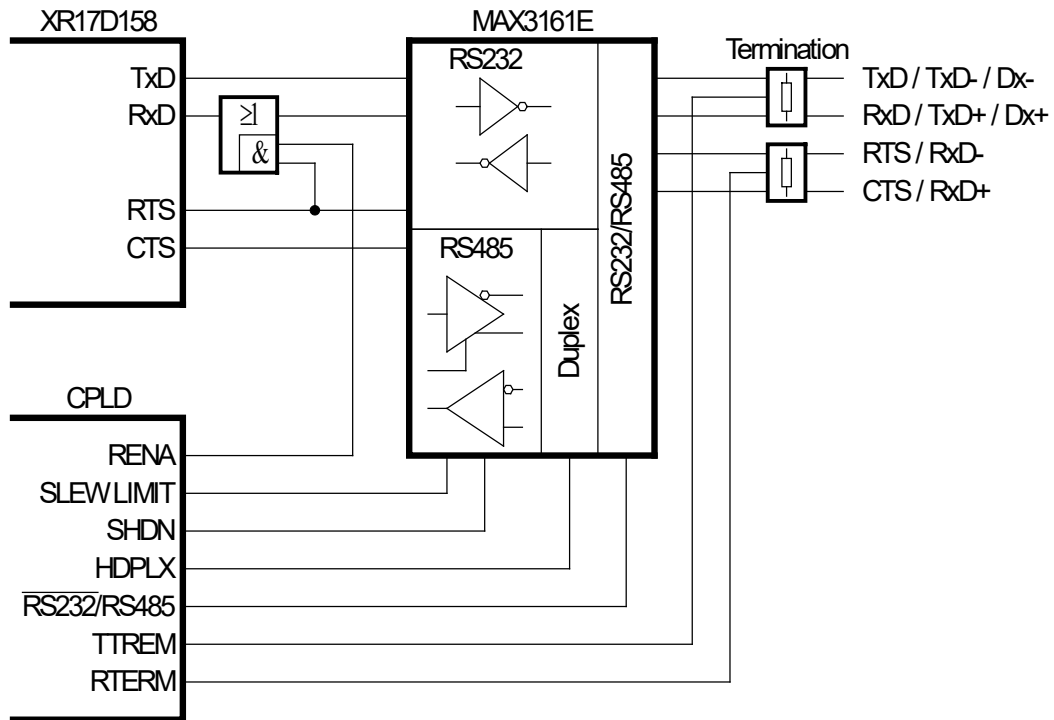 XR17D158
MAX3161E
Termination
TxD
RxD
RTS
CTS
≥1
&
RS232
RS485
Duplex
RS232/RS485
TxD / TxD- / Dx-
RxD / TxD+ / Dx+
RTS / RxD-
CTS / RxD+
CPLD
RENA
SLEW LIMIT
SHDN
HDPLX
RS232/RS485
TTREM
RTERM